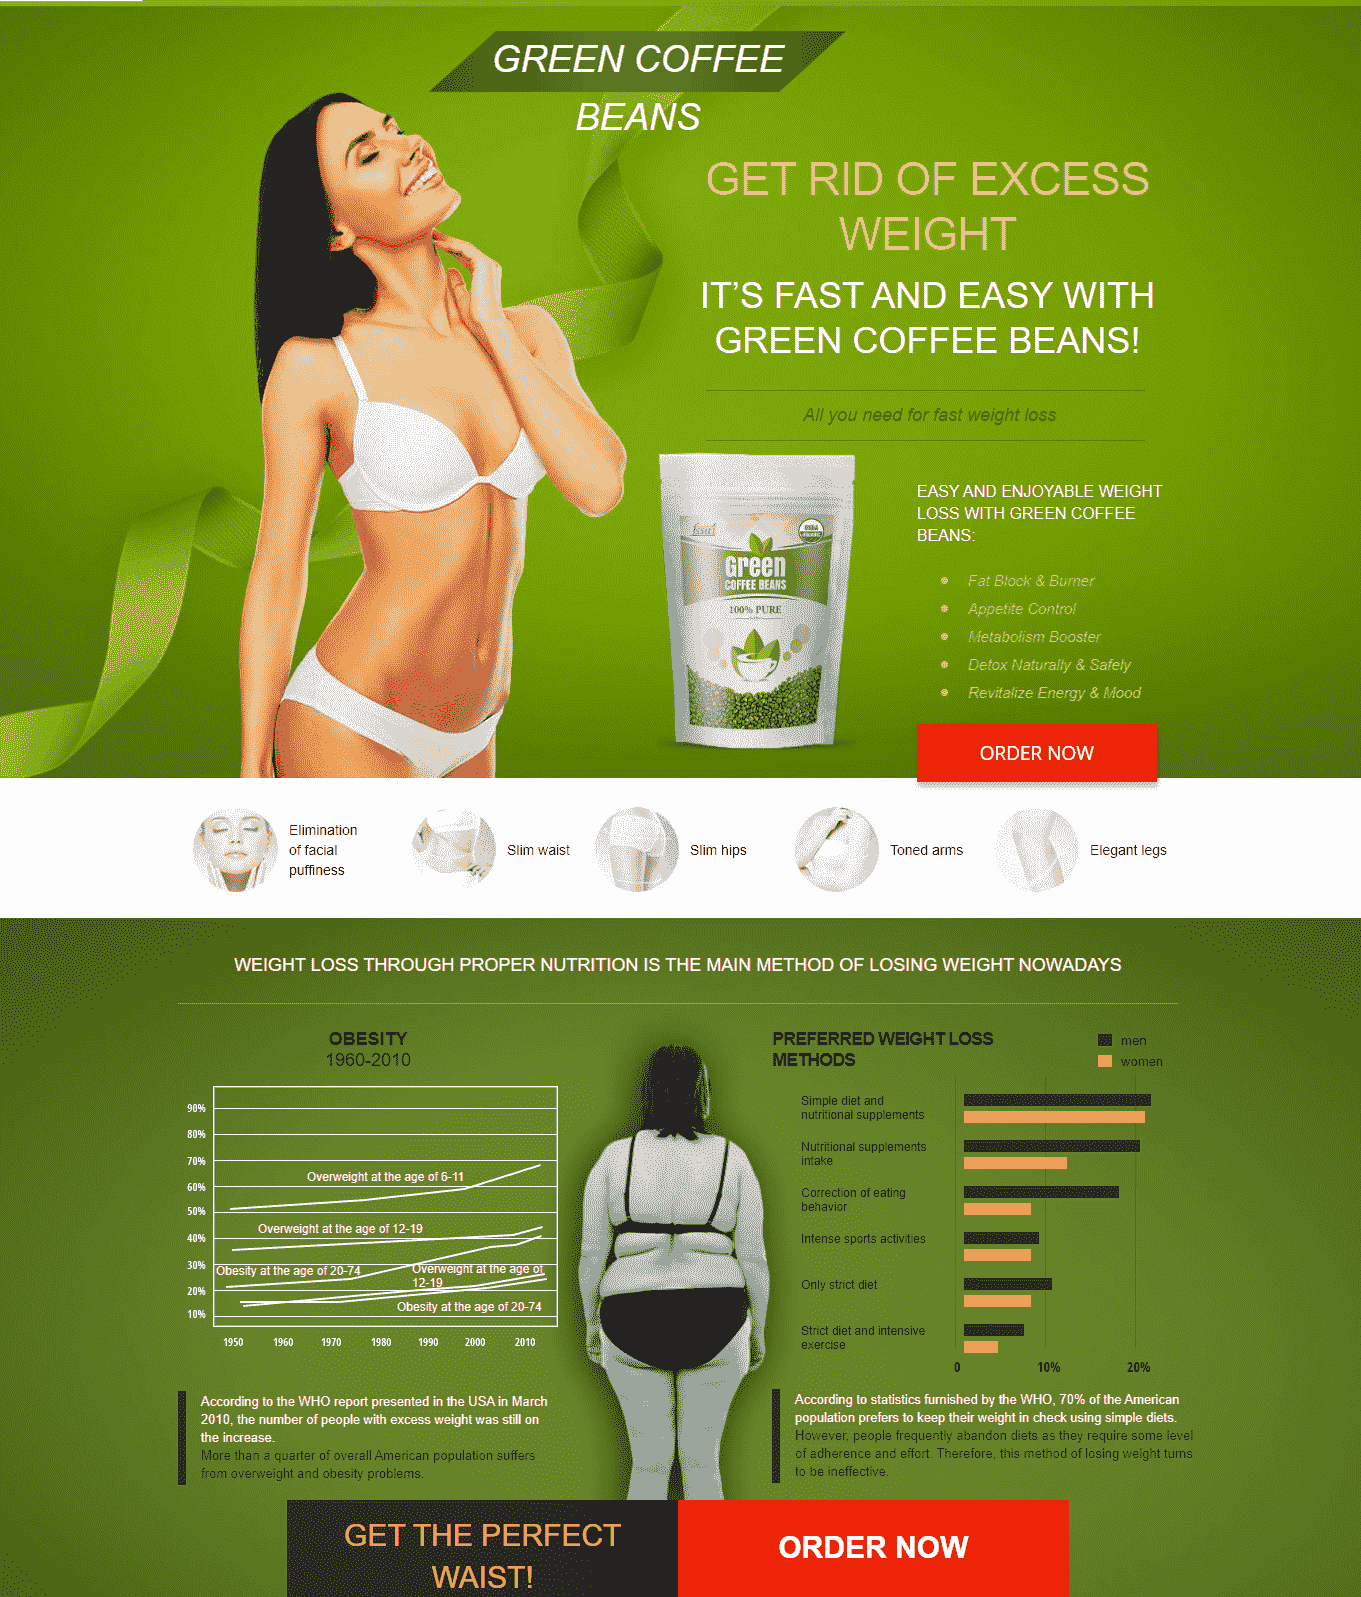 GREEN COFFEE
BEANS
GET RID OF EXCESS
WEIGHT
IT'S FAST AND EASY WITH
GREEN COFFEE BEANS!
All you need for fast weight loss
USDA
ORGANIC
green
COFFEE BEANS
100% PURE
EASY AND ENJOYABLE WEIGHT
LOSS WITH GREEN COFFEE
BEANS:
Fat Block & Burner
Appetite Control
Metabolism Booster
Detox Naturally & Safely
Revitalize Energy & Mood
ORDER NOW
Elimination
of facial
puffiness
Slim waist
Slim hips
Toned arms
Elegant legs
WEIGHT LOSS THROUGH PROPER NUTRITION IS THE MAIN METHOD OF LOSING WEIGHT NOWADAYS
OBESITY
1960-2010
90%
80%
70%
60%
50%
40%
30%
20%
10%
Overweight at the age of 6-11
Overweight at the age of 12-19
Obesity at the age of 20-74
Overweight at the age of
12-19
Obesity at the age of 20-74
1950 1960 1970 1980 1990 2000 2010
According to the WHO report presented in the USA in March
2010, the number of people with excess weight was still on
the increase.
More than a quarter of overall American population suffers
from overweight and obesity problems.
PREFERRED WEIGHT LOSS
METHODS
men
women
Simple diet and
nutritional supplements
Nutritional supplements
intake
Correction of eating
behavior
Intense sports activities
Only strict diet
Strict diet and intensive
exercise
0 10% 20%
According to statistics furnished by the WHO, 70% of the American
population prefers to keep their weight in check using simple diets.
However, people frequently abandon diets as they require some level
of adherence and effort. Therefore, this method of losing weight turns
to be ineffective.
GET THE PERFECT
WAIST!
ORDER NOW